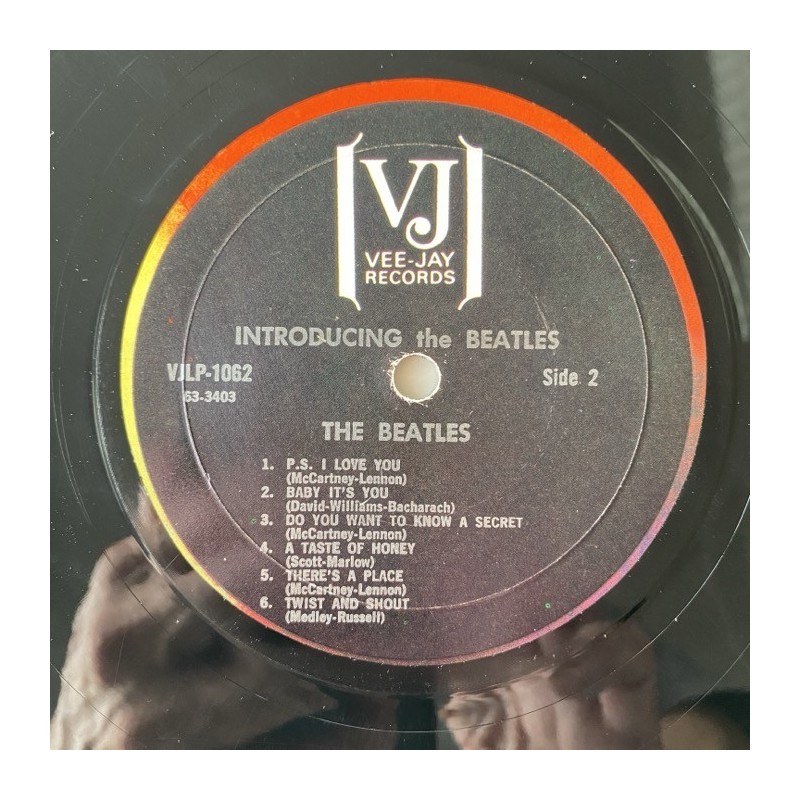 VJ
VEE-JAY
RECORDS
INTRODUCING the BEATLES
VJLP-1062
Side 2
63-3403
THE BEATLES
1. P.S. I LOVE YOU
(McCartney-Lennon)
2. BABY IT'S YOU
(David-Williams-Bacharach)
3. DO YOU WANT TO KNOW A SECRET
(McCartney-Lennon)
4. A TASTE OF HONEY
(Scott-Marlow)
5. THERE'S A PLACE
(McCartney-Lennon)
6. TWIST AND SHOUT
(Medley-Russell)